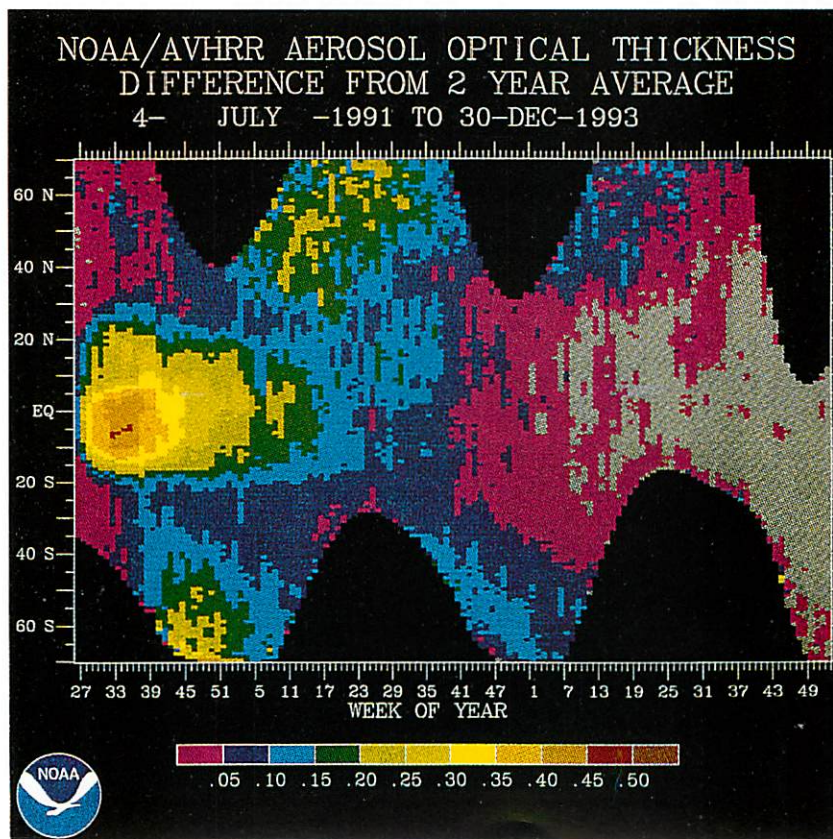 NOAA/AVHRR AEROSOL OPTICAL THICKNESS
DIFFERENCE FROM 2 YEAR AVERAGE
4- JULY -1991 TO 30-DEC-1993
60 N
40 N
20 N
EQ
20 S
40 S
60 S
27 33 39 45 51 5 11 17 23 29 35 41 47 1 7 13 19 25 31 37 43 49
WEEK OF YEAR
.05 .10 .15 .20 .25 .30 .35 .40 .45 .50
NOAA